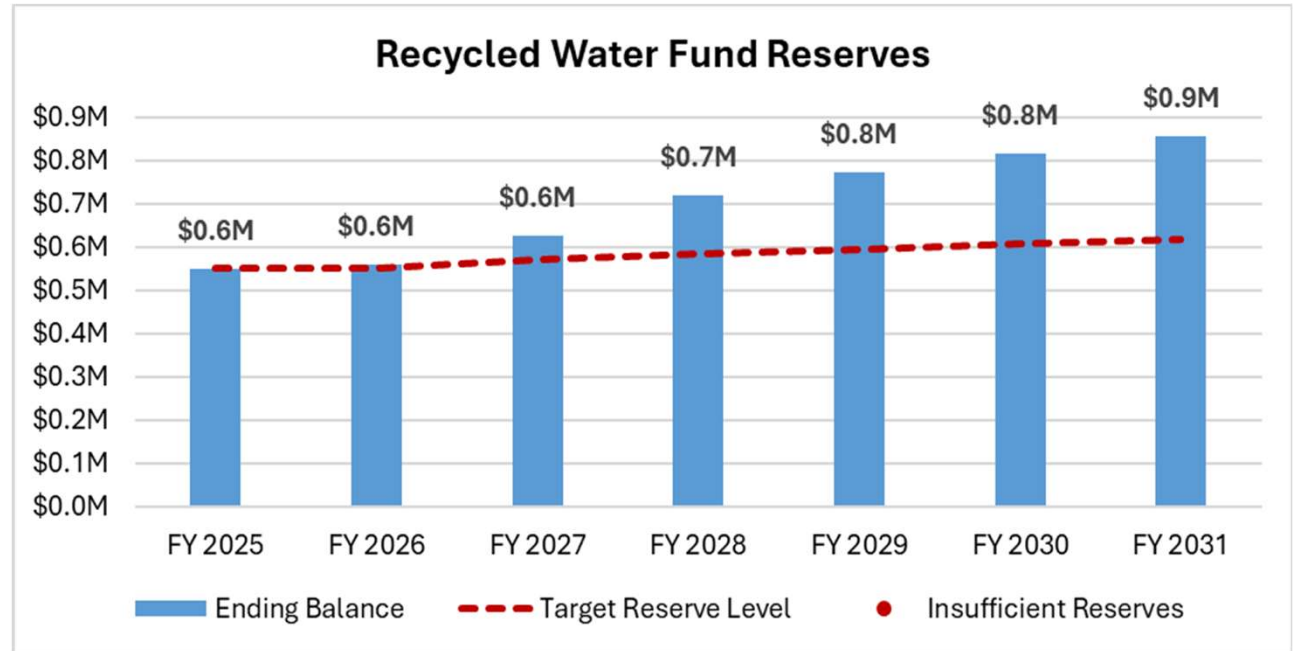 Recycled Water Fund Reserves
$0.9M
$0.8M
$0.7M
$0.6M
$0.5M
$0.4M
$0.3M
$0.2M
$0.1M
$0.0M
$0.6M
$0.6M
$0.6M
$0.7M
$0.8M
$0.8M
$0.9M
FY 2025 FY 2026 FY 2027 FY 2028 FY 2029 FY 2030 FY 2031
Ending Balance Target Reserve Level Insufficient Reserves